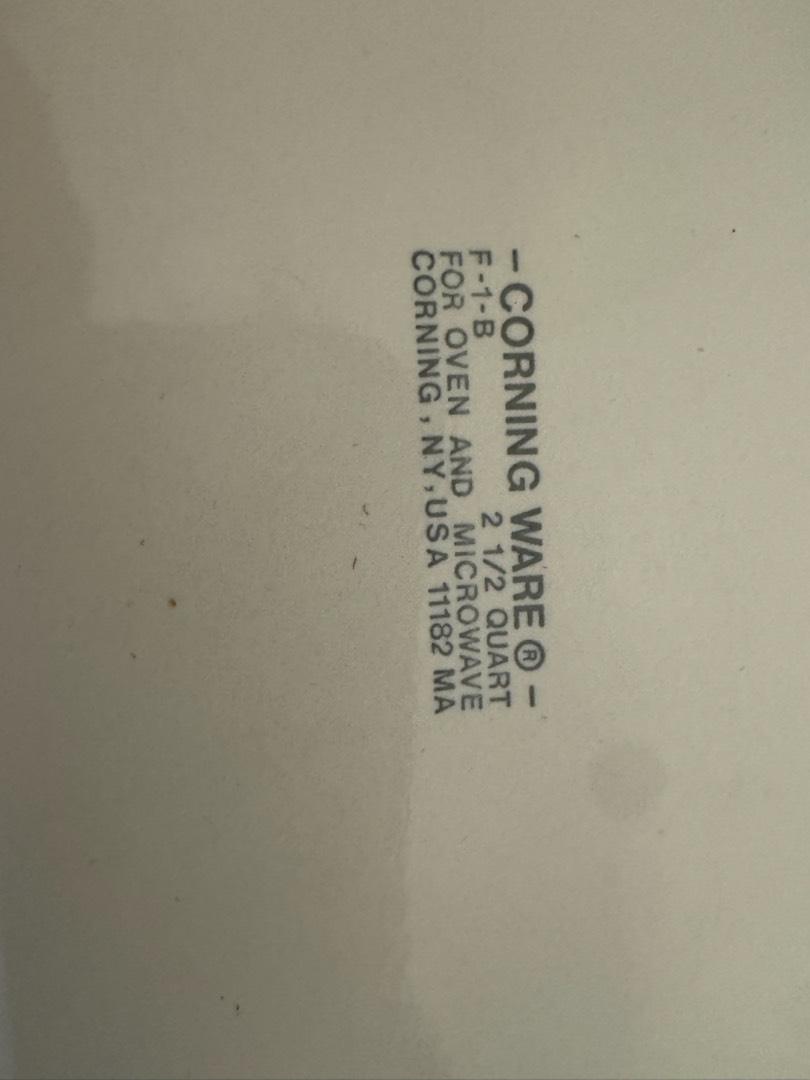 - CORNING WARE ® -
F-1-B 2 1/2 QUART
FOR OVEN AND MICROWAVE
CORNING, NY, USA 11182 MA